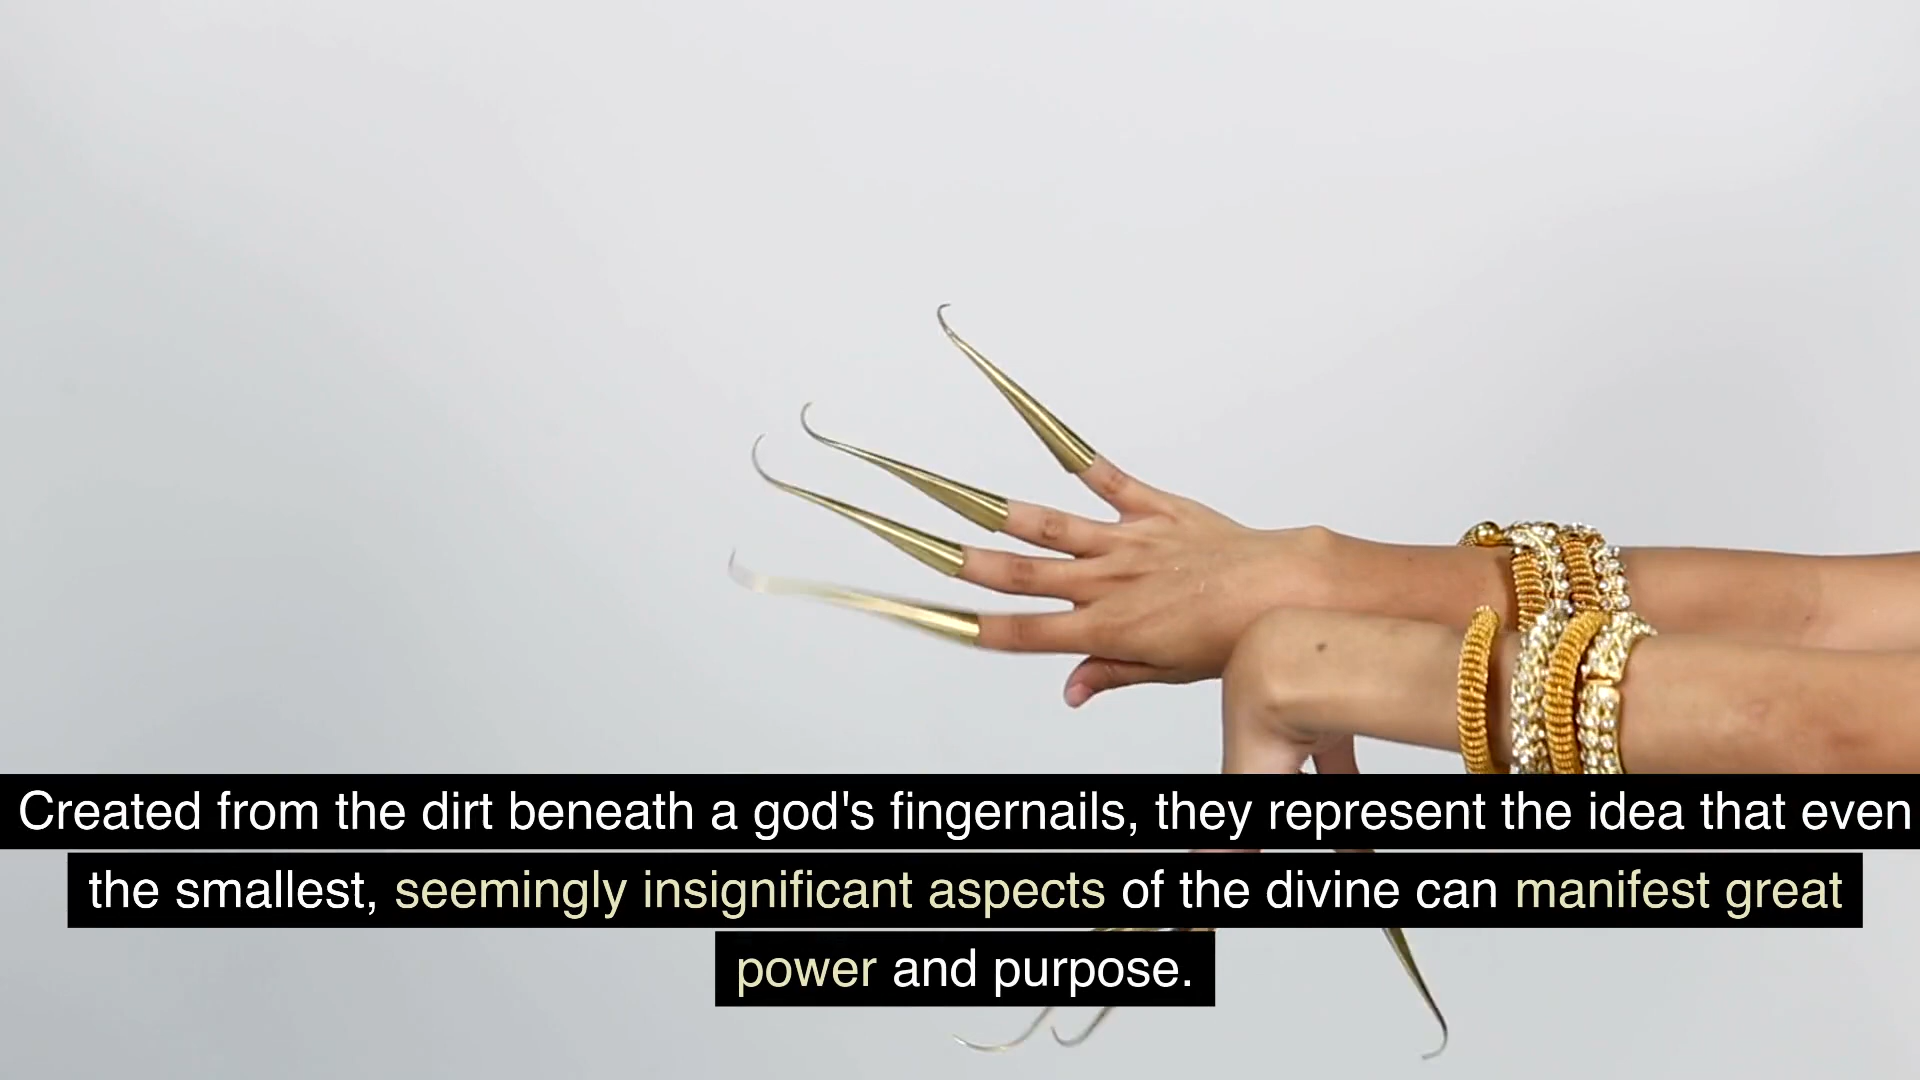 Created from the dirt beneath a god's fingernails, they represent the idea that even
the smallest, seemingly insignificant aspects of the divine can manifest great
power and purpose.